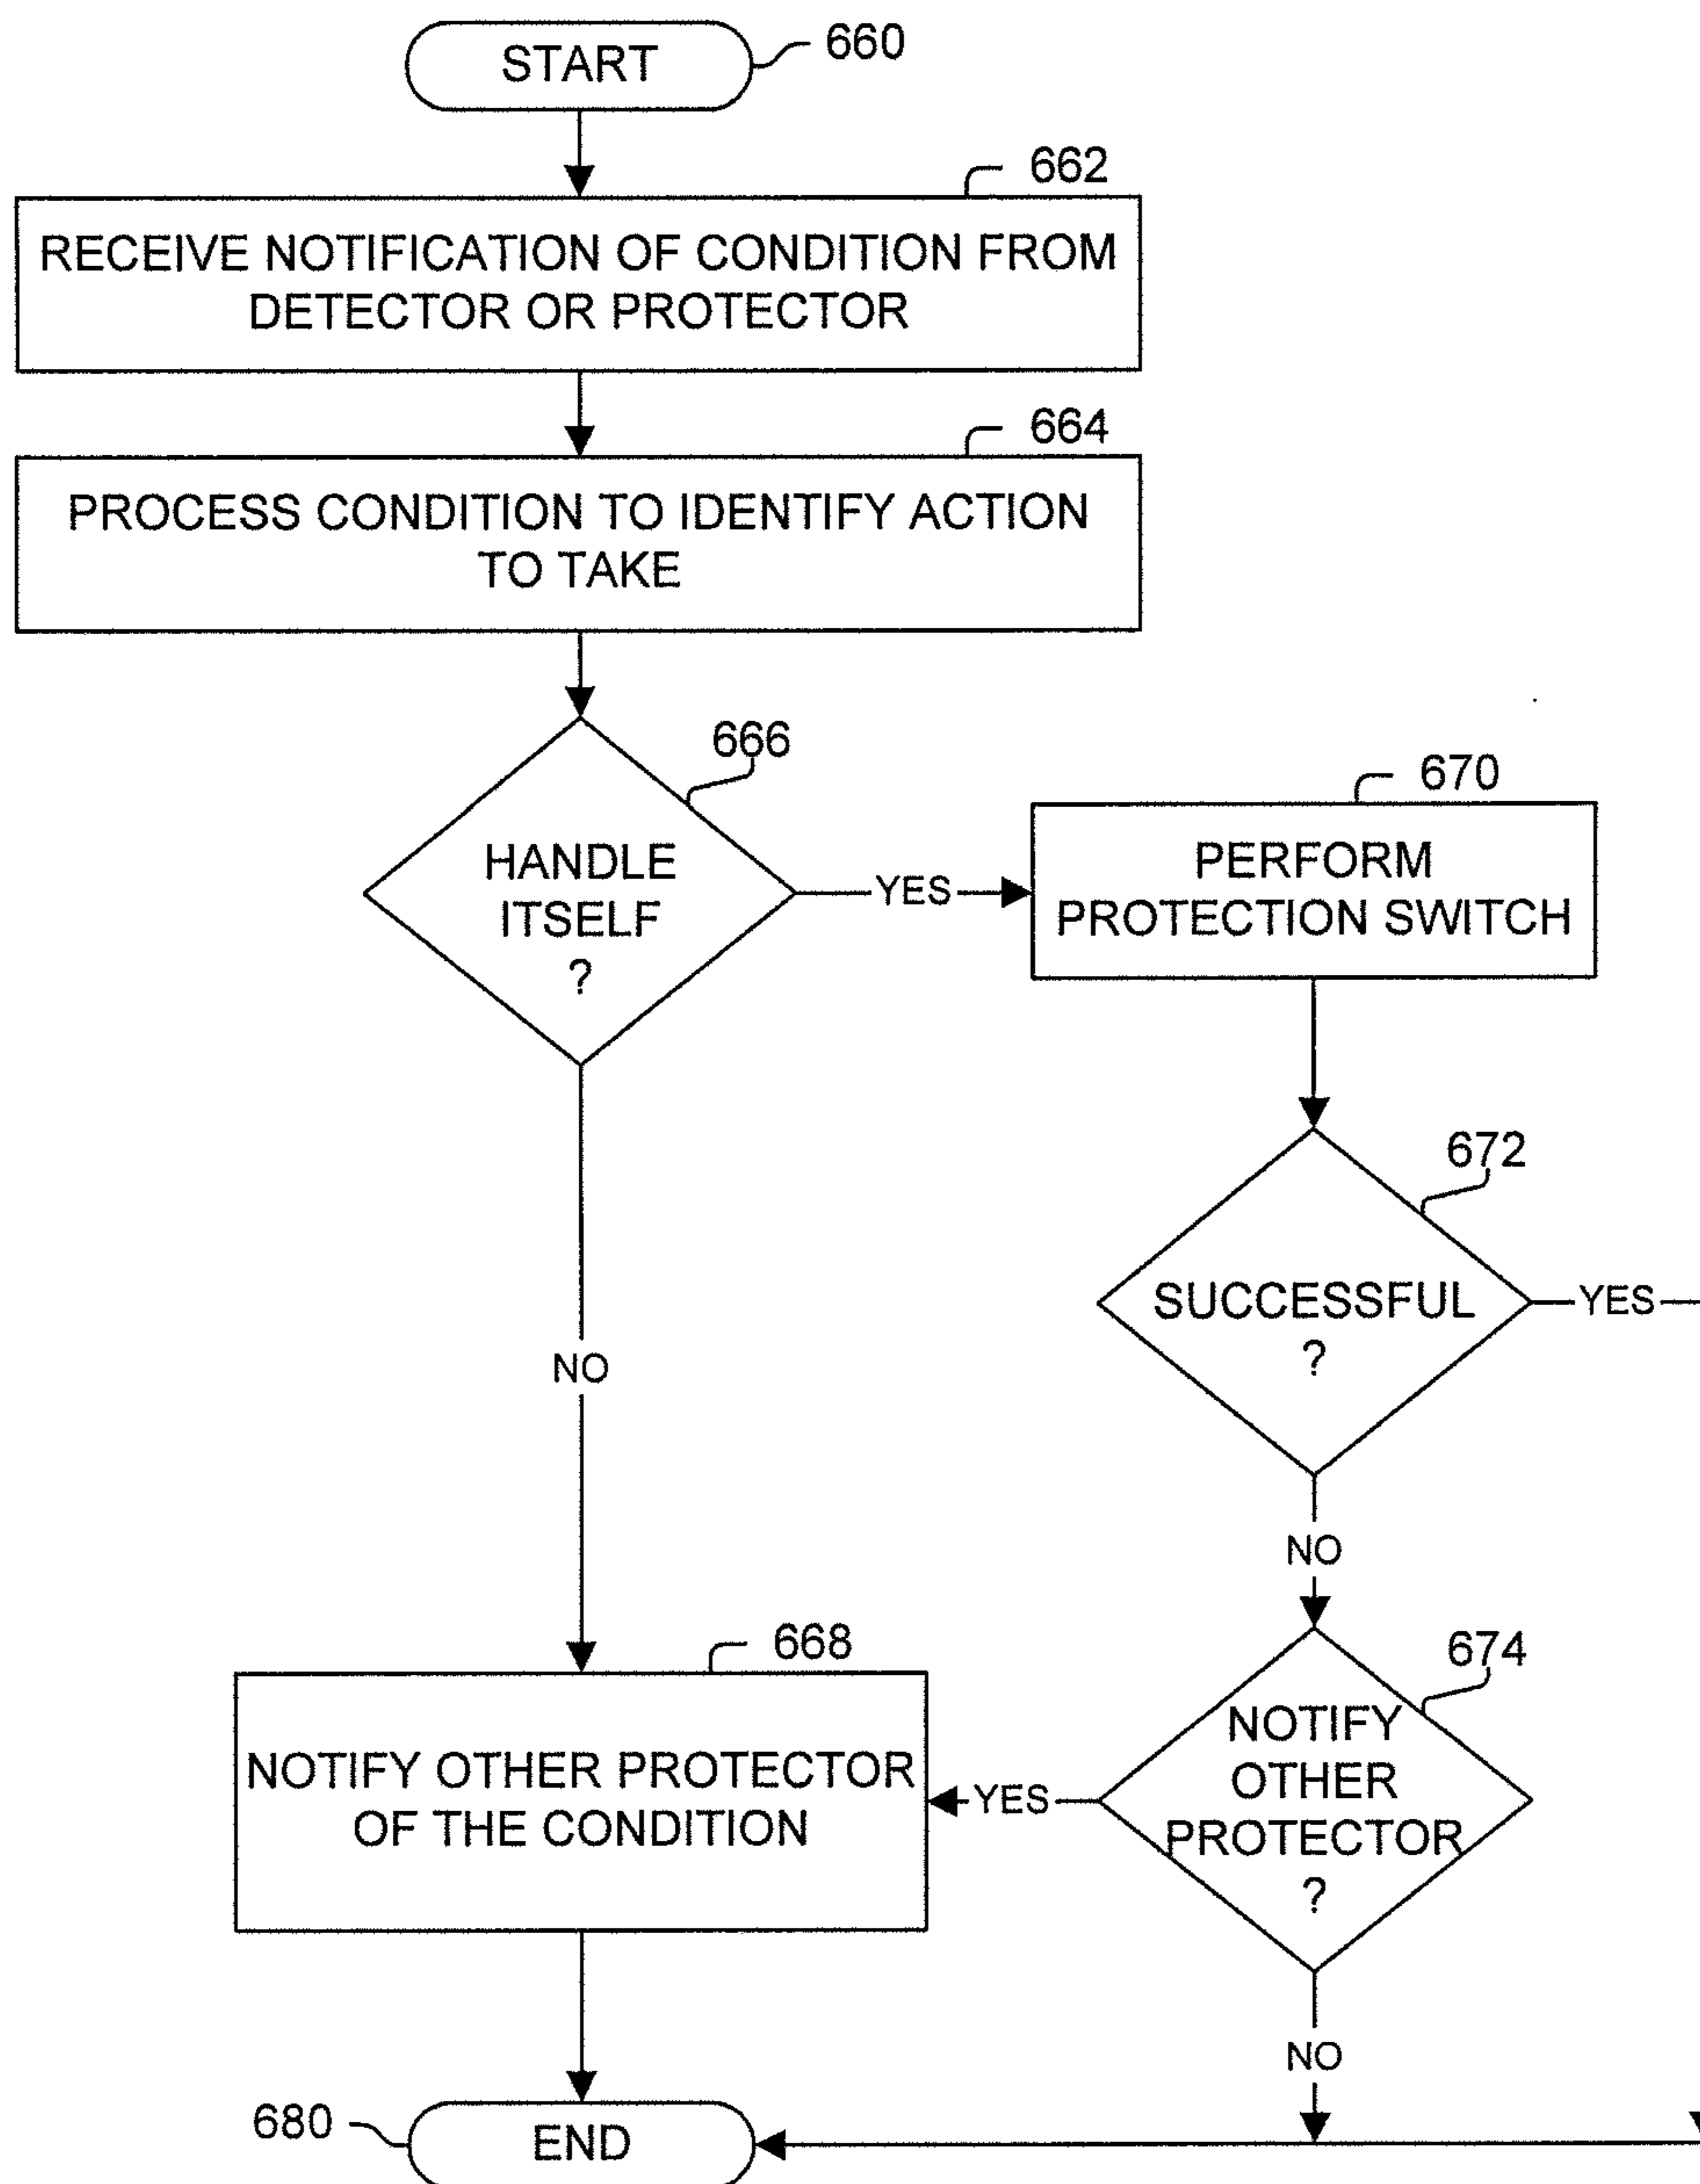 START
660
662
RECEIVE NOTIFICATION OF CONDITION FROM
DETECTOR OR PROTECTOR
664
PROCESS CONDITION TO IDENTIFY ACTION
TO TAKE
666
HANDLE
ITSELF
?
YES
670
PERFORM
PROTECTION SWITCH
672
SUCCESSFUL
?
YES
NO
NO
668
NOTIFY OTHER PROTECTOR
OF THE CONDITION
674
NOTIFY
OTHER
PROTECTOR
?
YES
NO
680
END